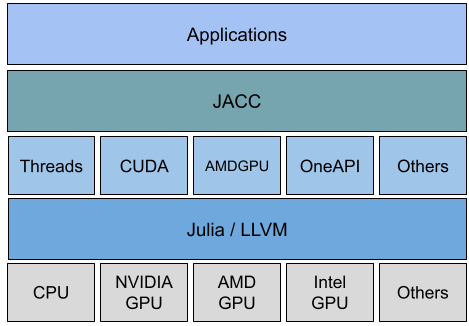 Applications
JACC
Threads CUDA AMDGPU OneAPI Others
Julia / LLVM
CPU NVIDIA GPU AMD GPU Intel GPU Others